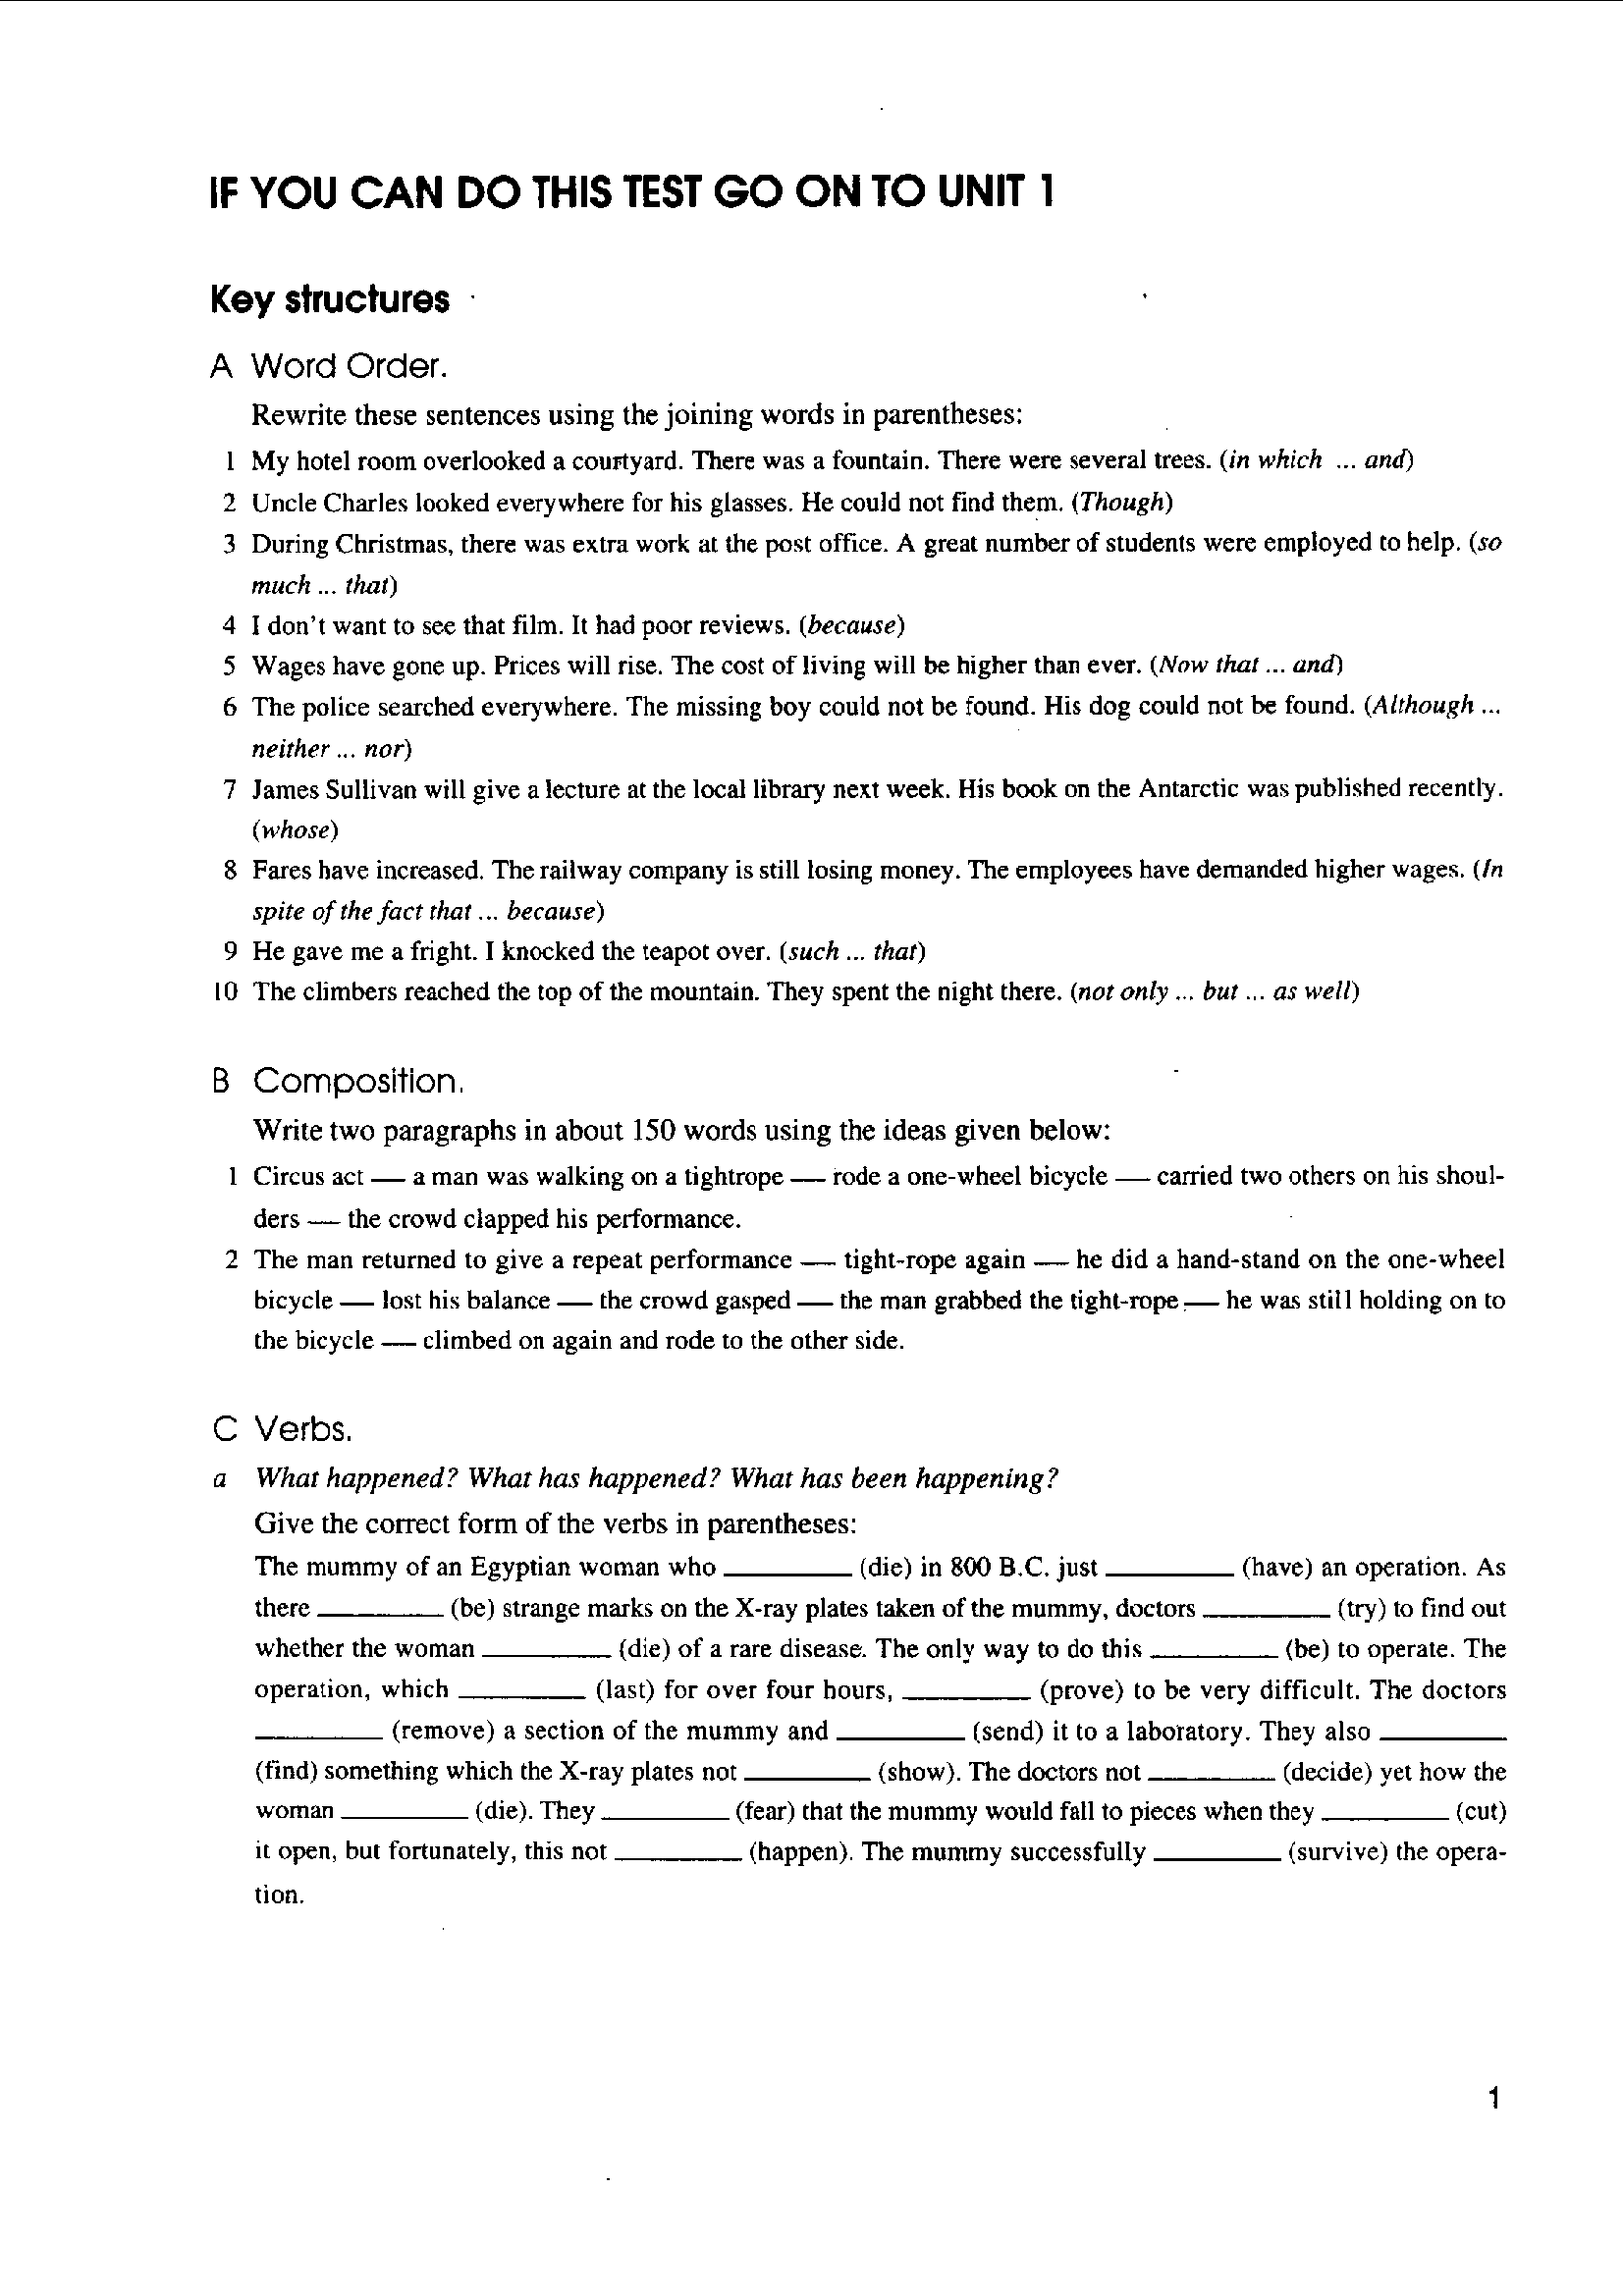 IF YOU CAN DO THIS TEST GO ON TO UNIT 1
Key structures
A Word Order.
Rewrite these sentences using the joining words in parentheses:
1 My hotel room overlooked a courtyard. There was a fountain. There were several trees. (in which ... and)
2 Uncle Charles looked everywhere for his glasses. He could not find them. (Though)
3 During Christmas, there was extra work at the post office. A great number of students were employed to help. (so
much ... that)
4 I don't want to see that film. It had poor reviews. (because)
5 Wages have gone up. Prices will rise. The cost of living will be higher than ever. (Now that ... and)
6 The police searched everywhere. The missing boy could not be found. His dog could not be found. (Although ...
neither ... nor)
7 James Sullivan will give a lecture at the local library next week. His book on the Antarctic was published recently.
(whose)
8 Fares have increased. The railway company is still losing money. The employees have demanded higher wages. (In
spite of the fact that ... because)
9 He gave me a fright. I knocked the teapot over. (such ... that)
10 The climbers reached the top of the mountain. They spent the night there. (not only ... but ... as well)
B Composition.
Write two paragraphs in about 150 words using the ideas given below:
1 Circus act — a man was walking on a tightrope — rode a one-wheel bicycle — carried two others on his shoul-
ders — the crowd clapped his performance.
2 The man returned to give a repeat performance — tight-rope again — he did a hand-stand on the one-wheel
bicycle — lost his balance — the crowd gasped — the man grabbed the tight-rope — he was still holding on to
the bicycle — climbed on again and rode to the other side.
C Verbs.
a What happened? What has happened? What has been happening?
Give the correct form of the verbs in parentheses:
The mummy of an Egyptian woman who __________ (die) in 800 B.C. just __________ (have) an operation. As
there __________ (be) strange marks on the X-ray plates taken of the mummy, doctors __________ (try) to find out
whether the woman __________ (die) of a rare disease. The only way to do this __________ (be) to operate. The
operation, which __________ (last) for over four hours, __________ (prove) to be very difficult. The doctors
__________ (remove) a section of the mummy and __________ (send) it to a laboratory. They also __________
(find) something which the X-ray plates not __________ (show). The doctors not __________ (decide) yet how the
woman __________ (die). They __________ (fear) that the mummy would fall to pieces when they __________ (cut)
it open, but fortunately, this not __________ (happen). The mummy successfully __________ (survive) the opera-
tion.
1